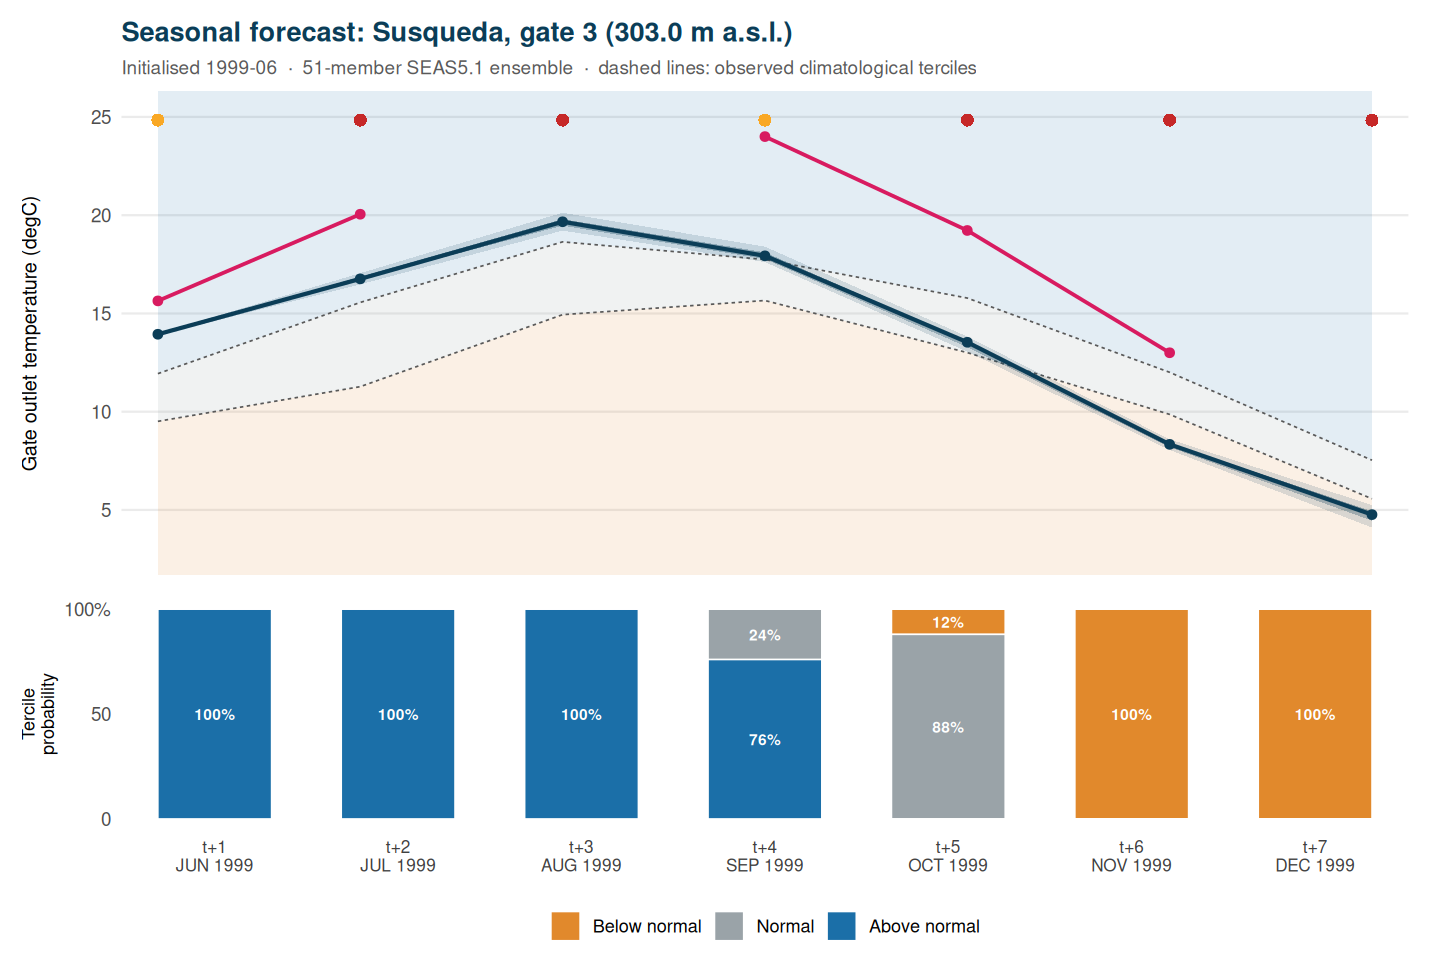 Seasonal forecast: Susqueda, gate 3 (303.0 m a.s.l.)
Initialised 1999-06 · 51-member SEAS5.1 ensemble · dashed lines: observed climatological terciles
Gate outlet temperature (degC)
25
20
15
10
5
Tercile
probability
100%
50
0
100%
100%
100%
24%
76%
12%
88%
100%
100%
t+1
JUN 1999
t+2
JUL 1999
t+3
AUG 1999
t+4
SEP 1999
t+5
OCT 1999
t+6
NOV 1999
t+7
DEC 1999
Below normal
Normal
Above normal